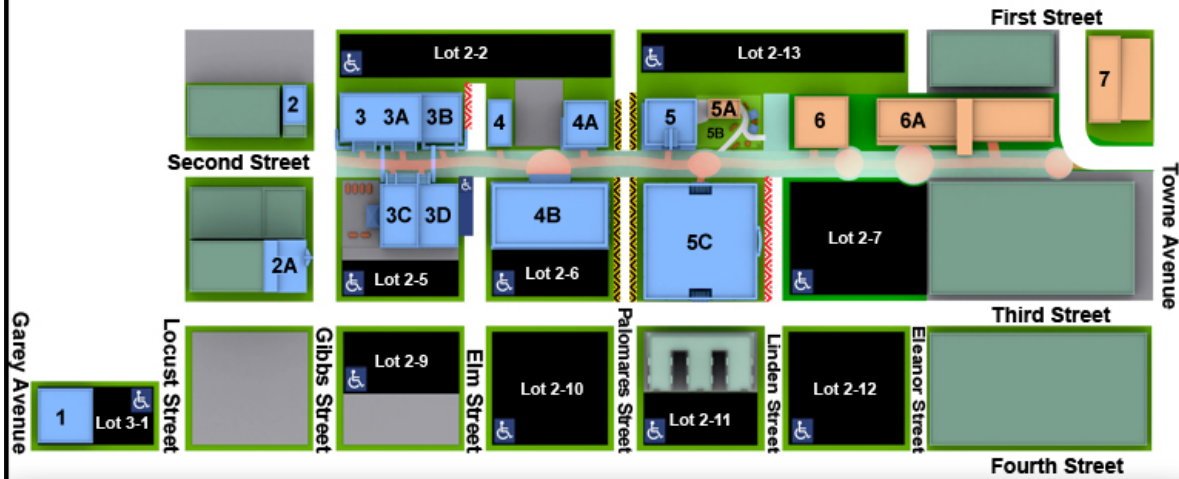 First Street
Lot 2-2
Lot 2-13
7
2
3
3A
3B
4
4A
5
5A
5B
6
6A
Second Street
Towne Avenue
3C
3D
4B
5C
Lot 2-7
2A
Lot 2-5
Lot 2-6
Third Street
Garey Avenue
Locust Street
Gibbs Street
Elm Street
Palomares Street
Linden Street
Eleanor Street
Lot 2-9
Lot 2-10
Lot 2-11
Lot 2-12
1
Lot 3-1
Fourth Street